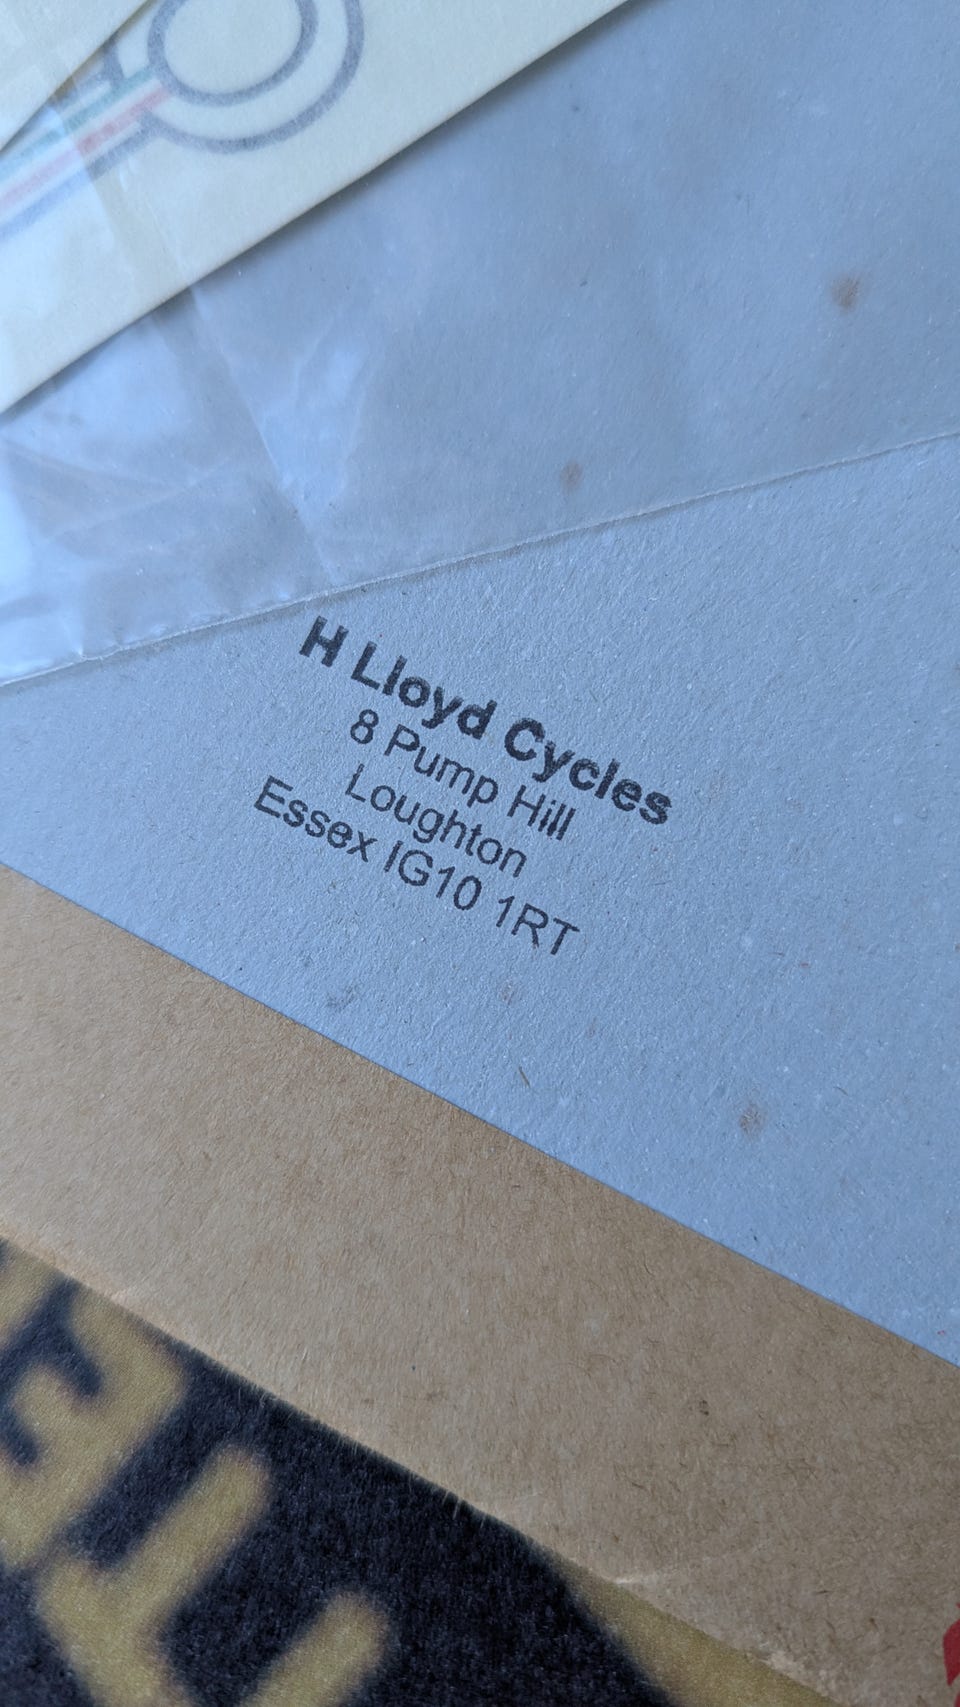 H Lloyd Cycles
8 Pump Hill
Loughton
Essex IG10 1RT